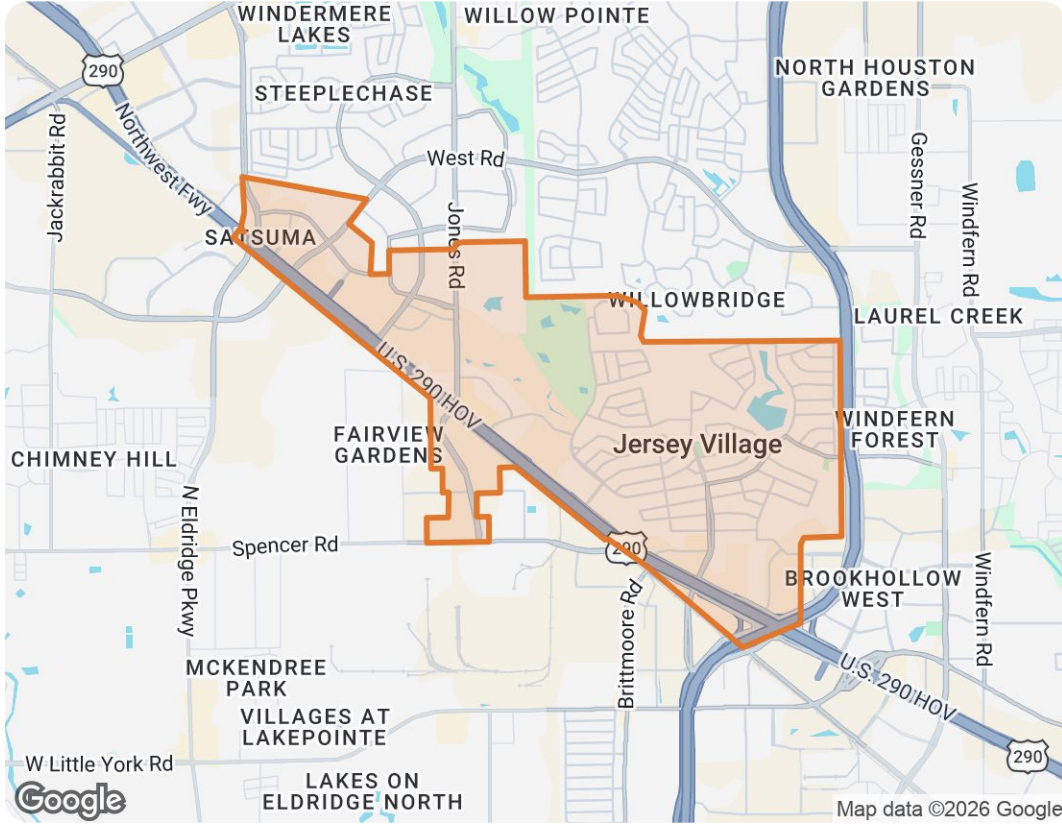 WINDERMERE
LAKES
WILLOW POINTE
290
NORTH HOUSTON
GARDENS
STEEPLECHASE
Northwest Fwy
Jackrabbit Rd
West Rd
Gessner Rd
Windfern Rd
Jones Rd
SATSUMA
WILLOWBRIDGE
LAUREL CREEK
U.S. 290 HOV
FAIRVIEW
GARDENS
Jersey Village
WINDFERN
FOREST
CHIMNEY HILL
N Eldridge Pkwy
Spencer Rd
290
Brittmoore Rd
BROOKHOLLOW
WEST
Windfern Rd
MCKENDREE
PARK
U.S. 290 HOV
VILLAGES AT
LAKEPOINTE
290
W Little York Rd
LAKES ON
ELDRIDGE NORTH
Google
Map data ©2026 Google